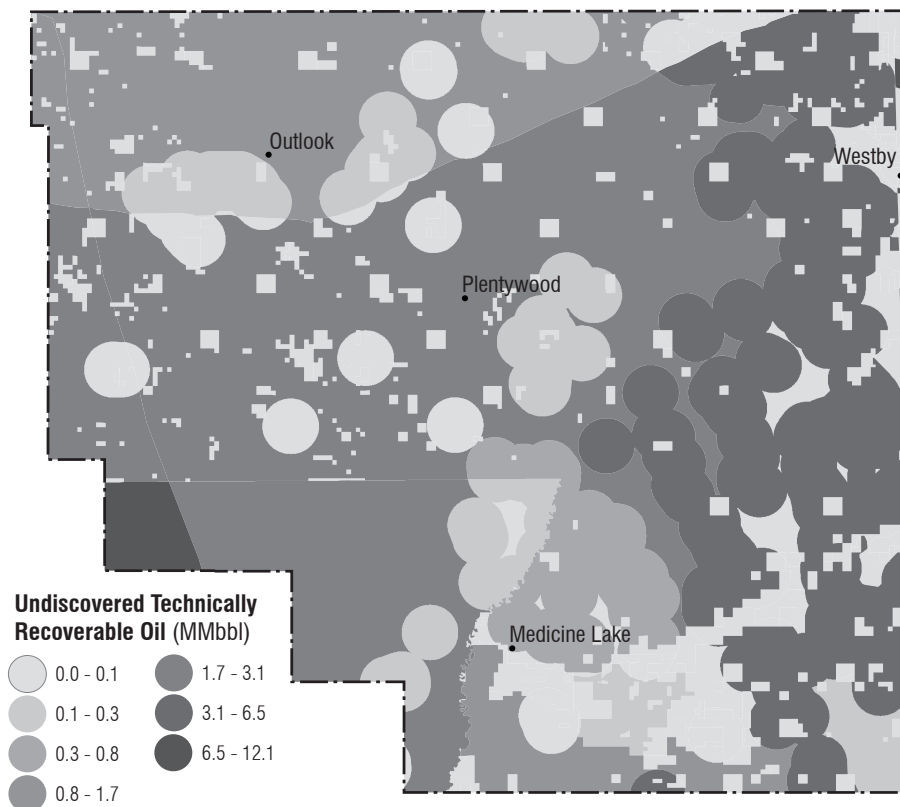 Outlook
Westby
Plentywood
Medicine Lake
Undiscovered Technically
Recoverable Oil (MMbbl)
0.0 - 0.1
0.1 - 0.3
0.3 - 0.8
0.8 - 1.7
1.7 - 3.1
3.1 - 6.5
6.5 - 12.1